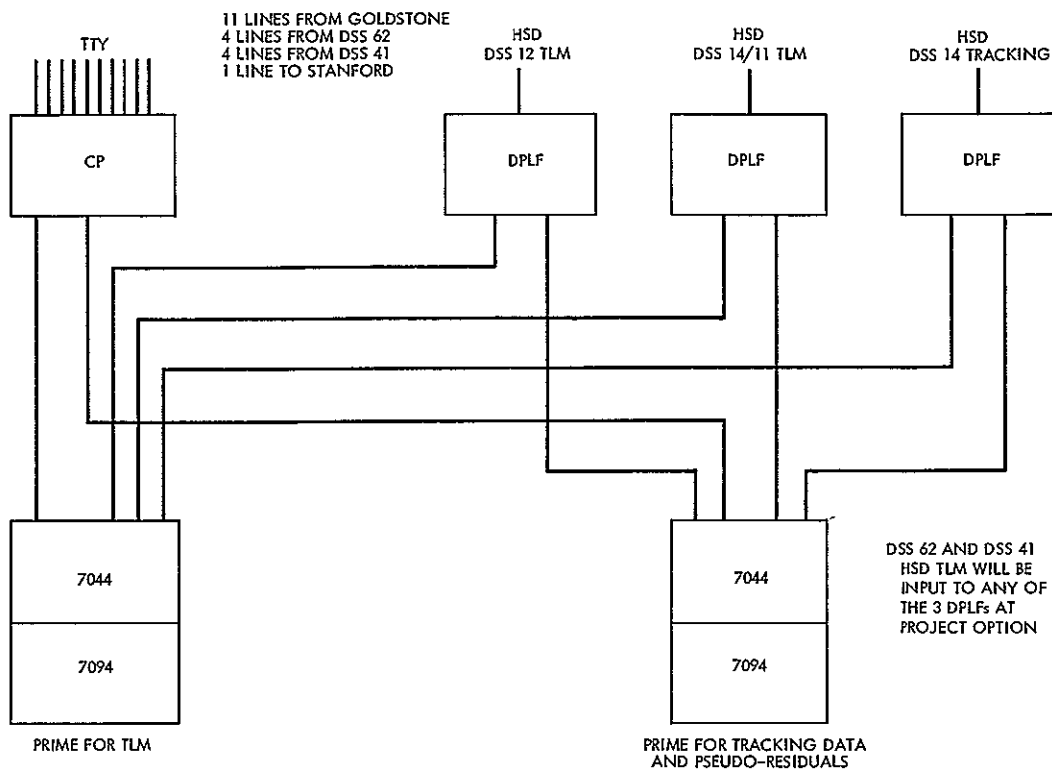 11 LINES FROM GOLDSTONE
4 LINES FROM DSS 62
4 LINES FROM DSS 41
1 LINE TO STANFORD
TTY
HSD
DSS 12 TLM
HSD
DSS 14/11 TLM
HSD
DSS 14 TRACKING
CP
DPLF
DPLF
DPLF
7044
7094
PRIME FOR TLM
7044
7094
PRIME FOR TRACKING DATA
AND PSEUDO-RESIDUALS
DSS 62 AND DSS 41
HSD TLM WILL BE
INPUT TO ANY OF
THE 3 DPLFs AT
PROJECT OPTION